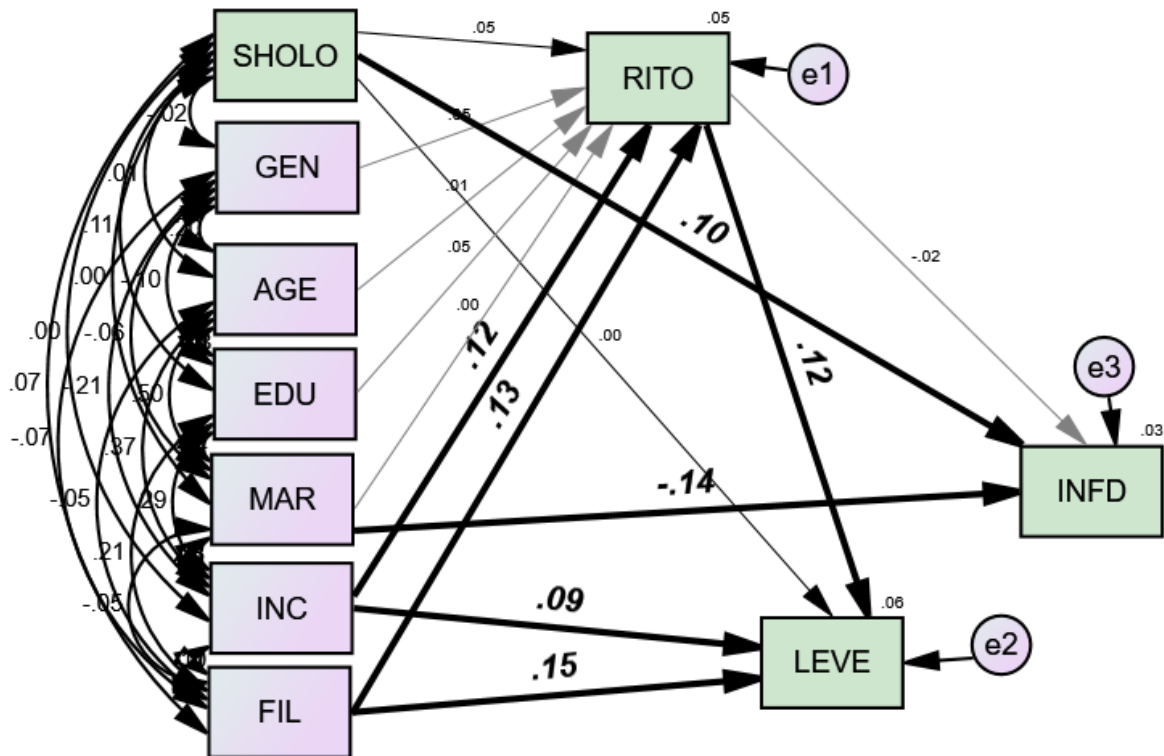 SHOLO
GEN
AGE
EDU
MAR
INC
FIL
RITO
e1
INFD
e3
LEVE
e2
.05
.05
.05
.01
.05
.00
.12
.13
.10
.12
-.02
.00
-.14
.09
.15
.03
.06
-.02
.01
.11
.00
-.10
.00
-.06
.07
.21
.50
-.07
.37
-.05
.29
.21
-.05